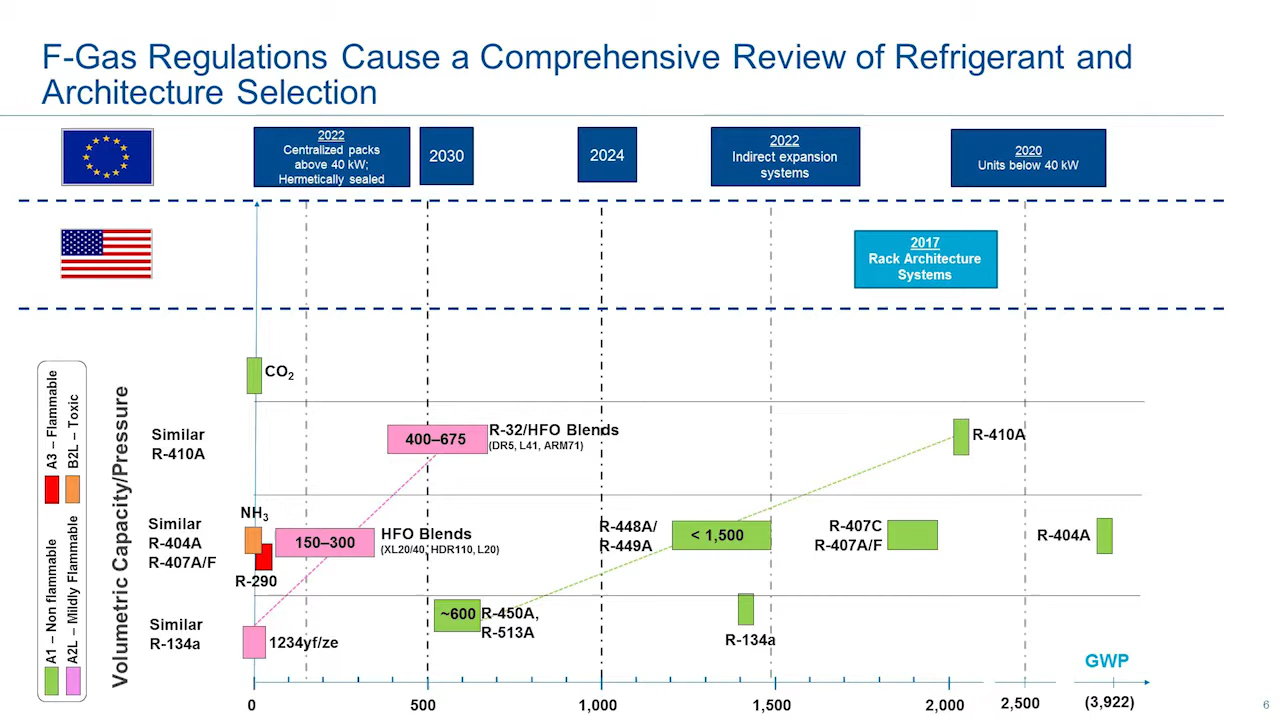 F-Gas Regulations Cause a Comprehensive Review of Refrigerant and
Architecture Selection
2022
Centralized packs
above 40 kW;
Hermetically sealed
2030
2024
2022
Indirect expansion
systems
2020
Units below 40 kW
2017
Rack Architecture
Systems
A3 – Flammable
B2L – Toxic
A1 – Non flammable
A2L – Mildly Flammable
Volumetric Capacity/Pressure
CO2
Similar
R-410A
400–675
R-32/HFO Blends
(DR5, L41, ARM71)
R-410A
Similar
R-404A
R-407A/F
NH3
R-290
150–300
HFO Blends
(XL20/40, HDR110, L20)
R-448A/
R-449A
< 1,500
R-407C
R-407A/F
R-404A
Similar
R-134a
1234yf/ze
~600
R-450A,
R-513A
R-134a
GWP
0
500
1,000
1,500
2,000
2,500
(3,922)
6